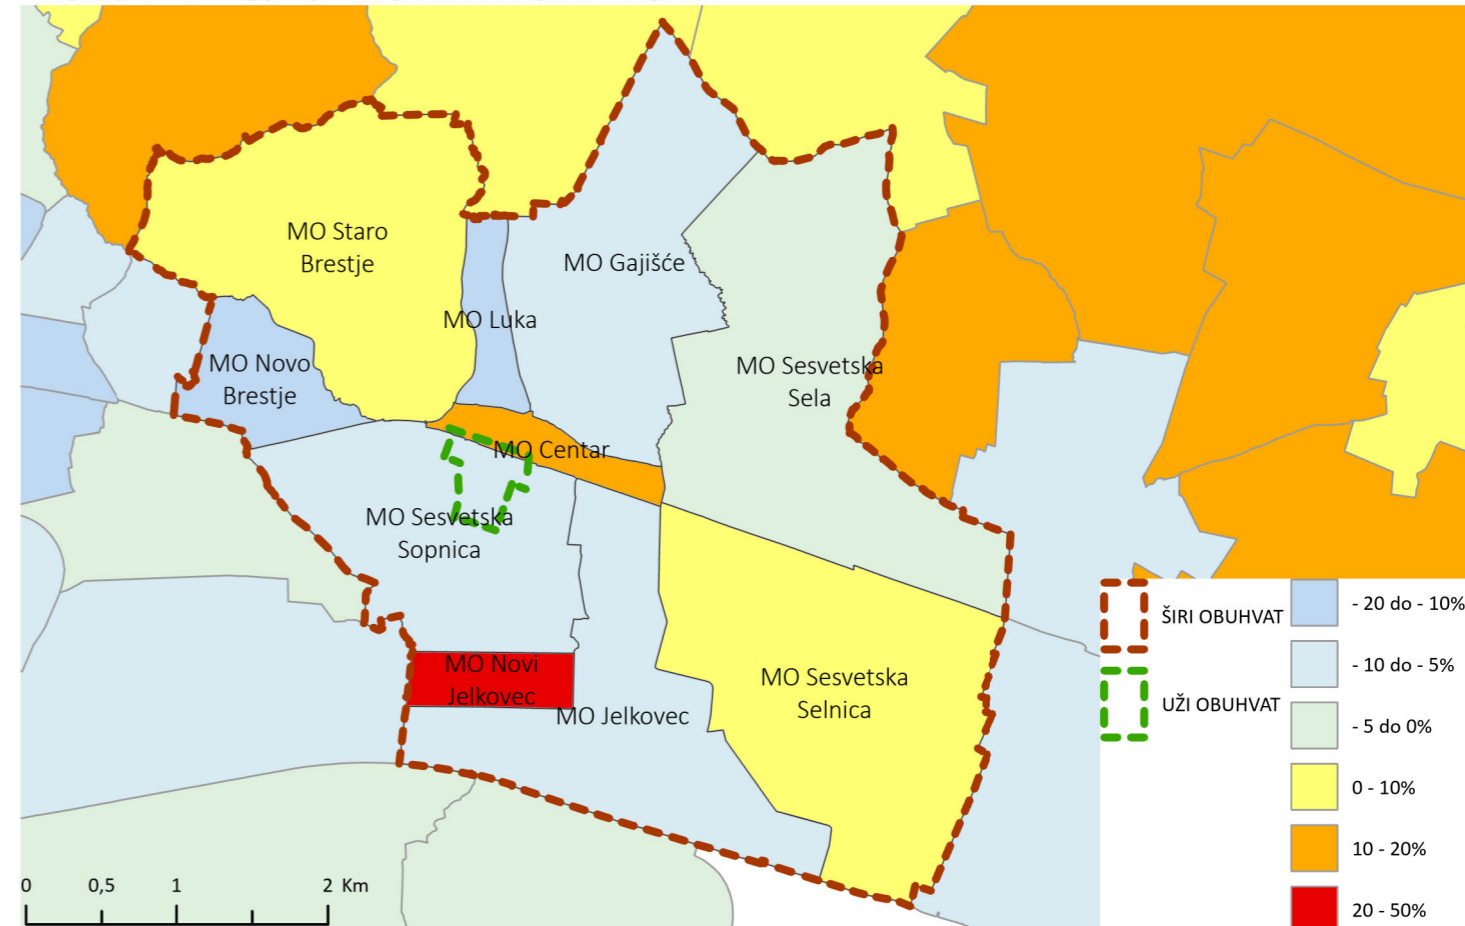 MO Staro
Brestje
MO Gajišće
MO Luka
MO Novo
Brestje
MO Sesvetska
Sela
MO Centar
MO Sesvetska
Sopnica
MO Novi
Jelkovec
MO Jelkovec
MO Sesvetska
Selnica
ŠIRI OBUHVAT
UŽI OBUHVAT
- 20 do - 10%
- 10 do - 5%
- 5 do 0%
0 - 10%
10 - 20%
20 - 50%
0 0,5 1 2 Km